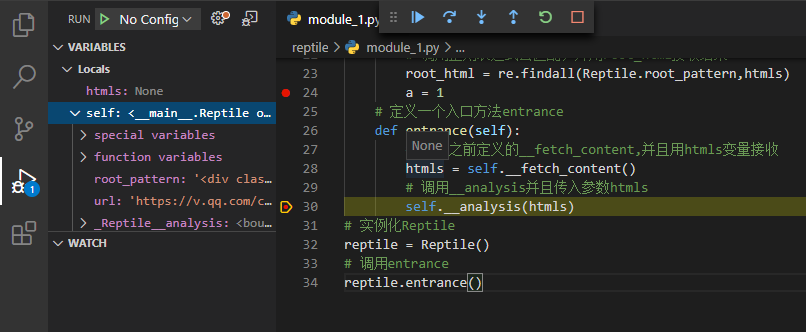 RUN No Config
VARIABLES
Locals
htmls: None
self: <__main__.Reptile o
special variables
function variables
root_pattern: '<div clas
url: 'https://v.qq.com/c
_Reptile__analysis: <bou
WATCH
1
module_1.py
reptile > module_1.py > ...
23 root_html = re.findall(Reptile.root_pattern,htmls)
24 a = 1
25 # 定义一个入口方法entrance
26 def entrance(self):
None
之前定义的__fetch_content,并且用htmls变量接收
28 htmls = self.__fetch_content()
29 # 调用__analysis并且传入参数htmls
30 self.__analysis(htmls)
31 # 实例化Reptile
32 reptile = Reptile()
33 # 调用entrance
34 reptile.entrance()